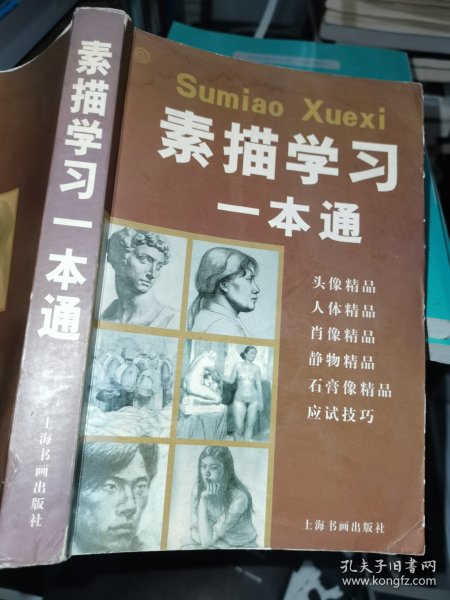 素描学习一本通
上海书画出版社
Sumiao Xuexi
素描学习
一本通
头像精品
人体精品
肖像精品
静物精品
石膏像精品
应试技巧
上海书画出版社
孔夫子旧书网
www.kongfz.com